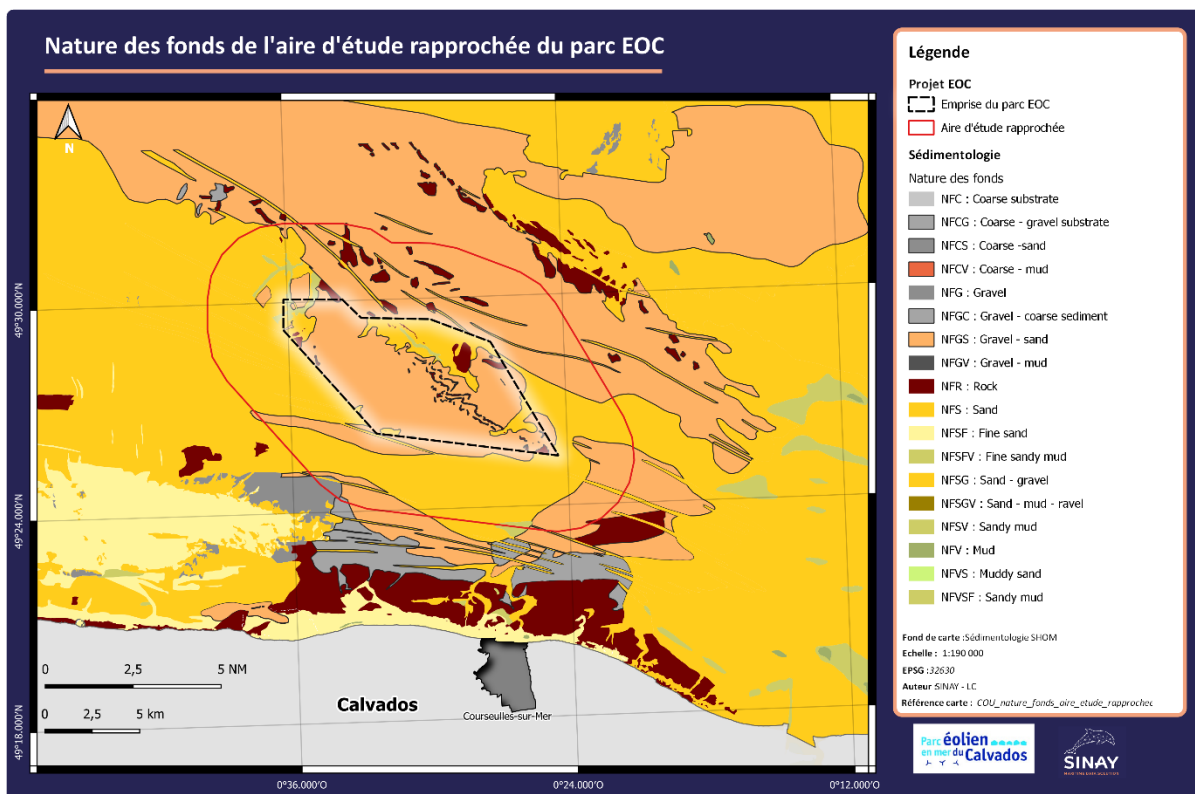 Nature des fonds de l'aire d'étude rapprochée du parc EOC
N
49°30.000'N
49°24.000'N
49°18.000'N
0 2,5 5 NM
0 2,5 5 km
Calvados
Courseulles-sur-Mer
0°36.000'O
0°24.000'O
0°12.000'O
Légende
Projet EOC
Emprise du parc EOC
Aire d'étude rapprochée
Sédimentologie
Nature des fonds
NFC : Coarse substrate
NFCG : Coarse - gravel substrate
NFCS : Coarse -sand
NFCV : Coarse - mud
NFG : Gravel
NFGC : Gravel - coarse sediment
NFGS : Gravel - sand
NFGV : Gravel - mud
NFR : Rock
NFS : Sand
NFSF : Fine sand
NFSFV : Fine sandy mud
NFSG : Sand - gravel
NFSGV : Sand - mud - ravel
NFSV : Sandy mud
NFV : Mud
NFVS : Muddy sand
NFVSF : Sandy mud
Fond de carte :Sédimentologie SHOM
Echelle : 1:190 000
EPSG :32630
Auteur :SINAY - LC
Référence carte : COU_nature_fonds_aire_etude_rapprochec
Parc éolien
en mer du Calvados
SINAY